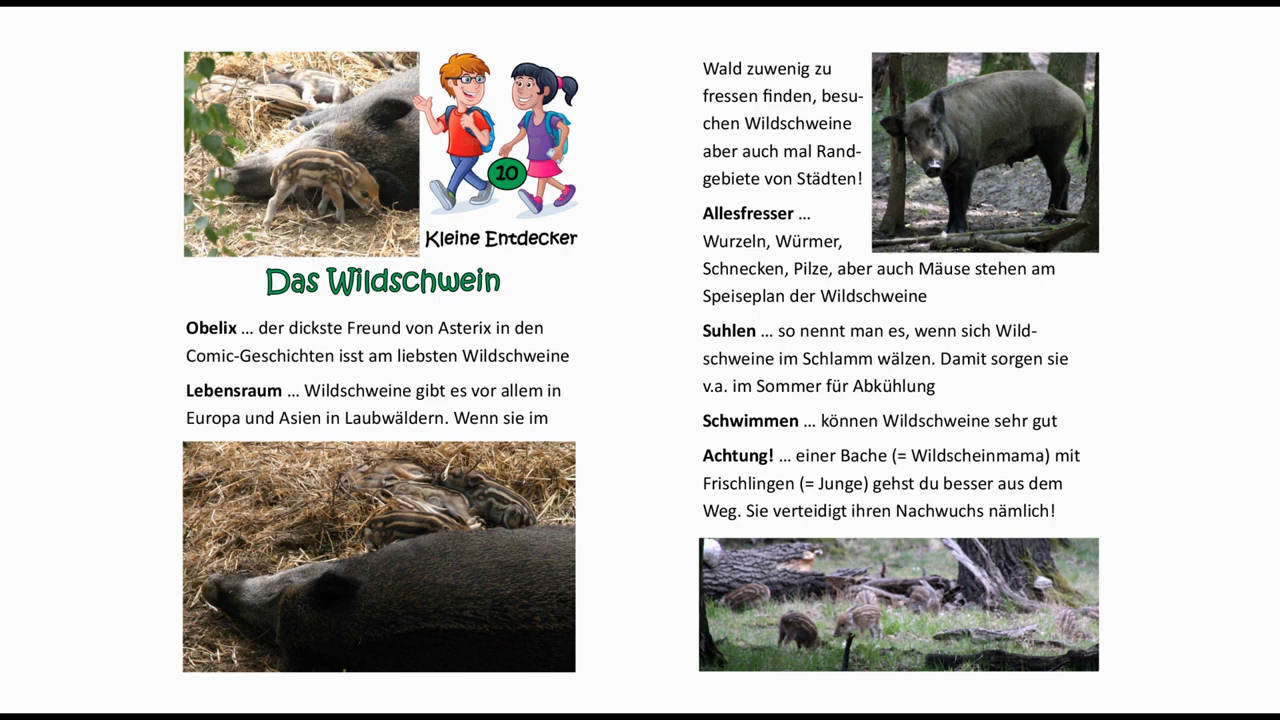 10
Kleine Entdecker
Das Wildschwein
Obelix … der dickste Freund von Asterix in den
Comic-Geschichten isst am liebsten Wildschweine
Lebensraum … Wildschweine gibt es vor allem in
Europa und Asien in Laubwäldern. Wenn sie im
Wald zuwenig zu
fressen finden, besu-
chen Wildschweine
aber auch mal Rand-
gebiete von Städten!
Allesfresser …
Wurzeln, Würmer,
Schnecken, Pilze, aber auch Mäuse stehen am
Speiseplan der Wildschweine
Suhlen … so nennt man es, wenn sich Wild-
schweine im Schlamm wälzen. Damit sorgen sie
v.a. im Sommer für Abkühlung
Schwimmen … können Wildschweine sehr gut
Achtung! … einer Bache (= Wildscheinmama) mit
Frischlingen (= Junge) gehst du besser aus dem
Weg. Sie verteidigt ihren Nachwuchs nämlich!